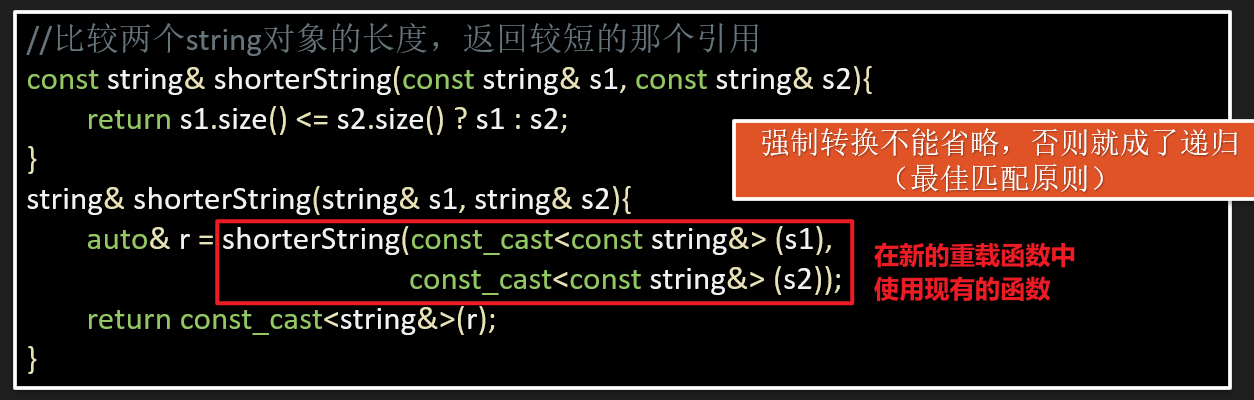 //比较两个string对象的长度，返回较短的那个引用
const string& shorterString(const string& s1, const string& s2){
return s1.size() <= s2.size() ? s1 : s2;
}
强制转换不能省略，否则就成了递归
（最佳匹配原则）
string& shorterString(string& s1, string& s2){
auto& r = shorterString(const_cast<const string&> (s1),
const_cast<const string&> (s2));
在新的重载函数中
使用现有的函数
return const_cast<string&>(r);
}